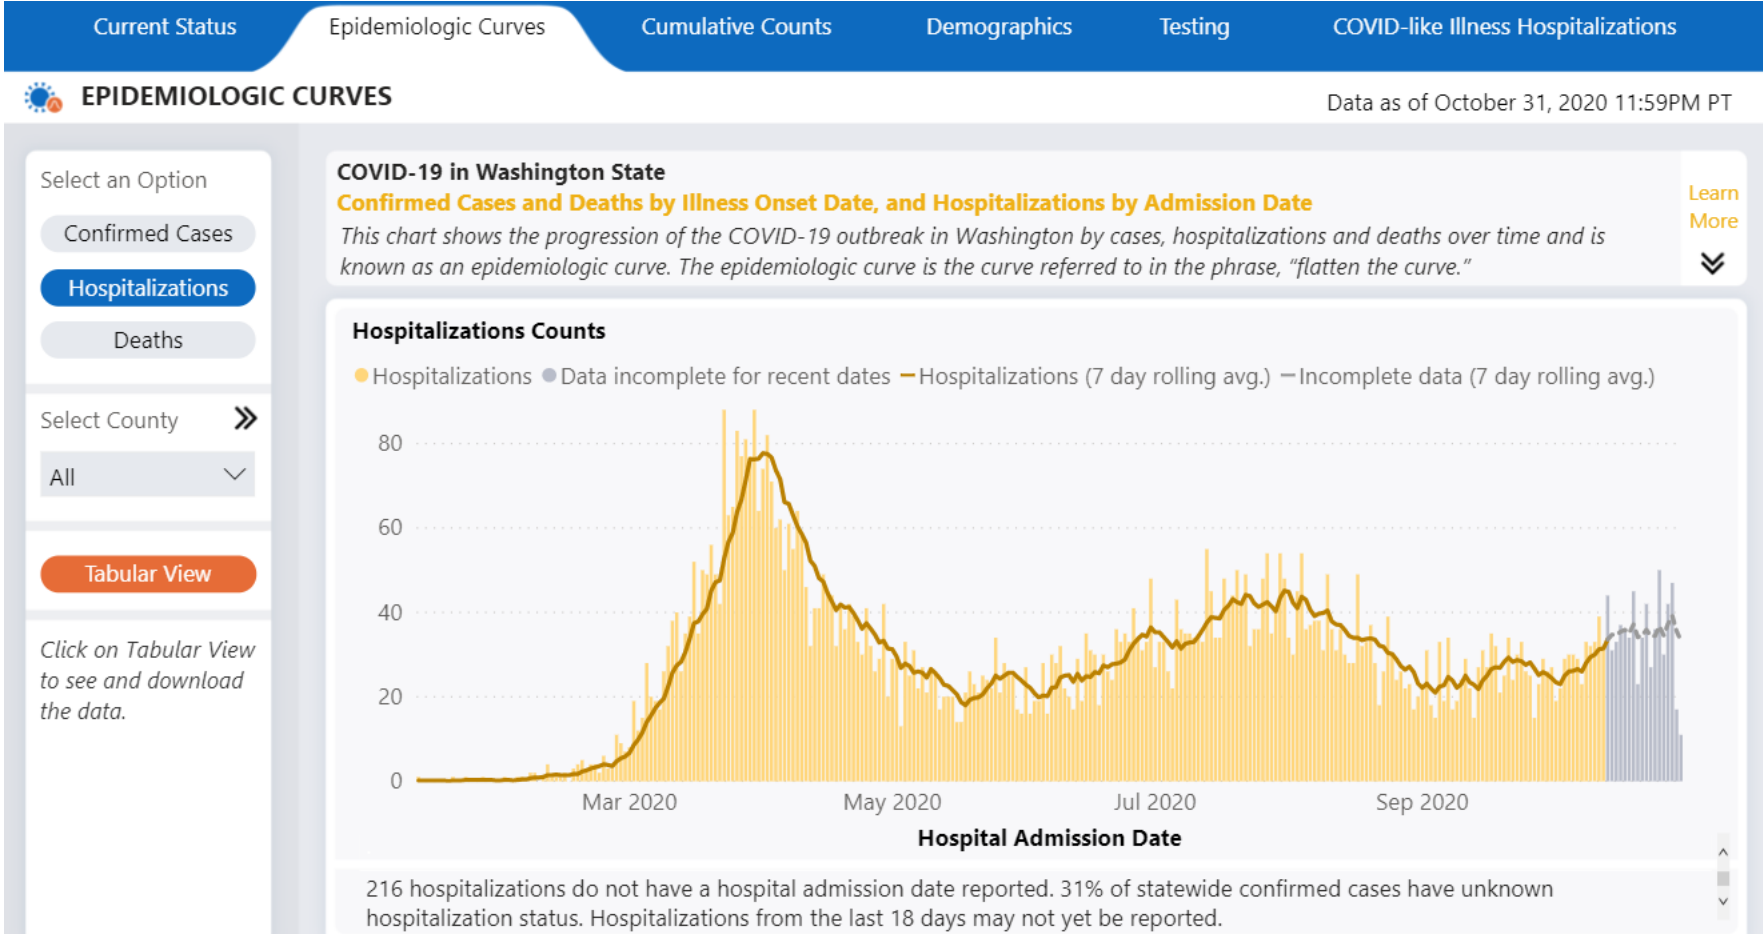 Current Status Epidemiologic Curves Cumulative Counts Demographics Testing COVID-like Illness Hospitalizations
EPIDEMIOLOGIC CURVES
Data as of October 31, 2020 11:59PM PT
Select an Option
Confirmed Cases
Hospitalizations
Deaths
Select County
All
Tabular View
Click on Tabular View
to see and download
the data.
COVID-19 in Washington State
Confirmed Cases and Deaths by Illness Onset Date, and Hospitalizations by Admission Date
This chart shows the progression of the COVID-19 outbreak in Washington by cases, hospitalizations and deaths over time and is
known as an epidemiologic curve. The epidemiologic curve is the curve referred to in the phrase, “flatten the curve.”
Learn
More
Hospitalizations Counts
Hospitalizations Data incomplete for recent dates Hospitalizations (7 day rolling avg.) Incomplete data (7 day rolling avg.)
80
60
40
20
0
Mar 2020 May 2020 Jul 2020 Sep 2020
Hospital Admission Date
216 hospitalizations do not have a hospital admission date reported. 31% of statewide confirmed cases have unknown
hospitalization status. Hospitalizations from the last 18 days may not yet be reported.